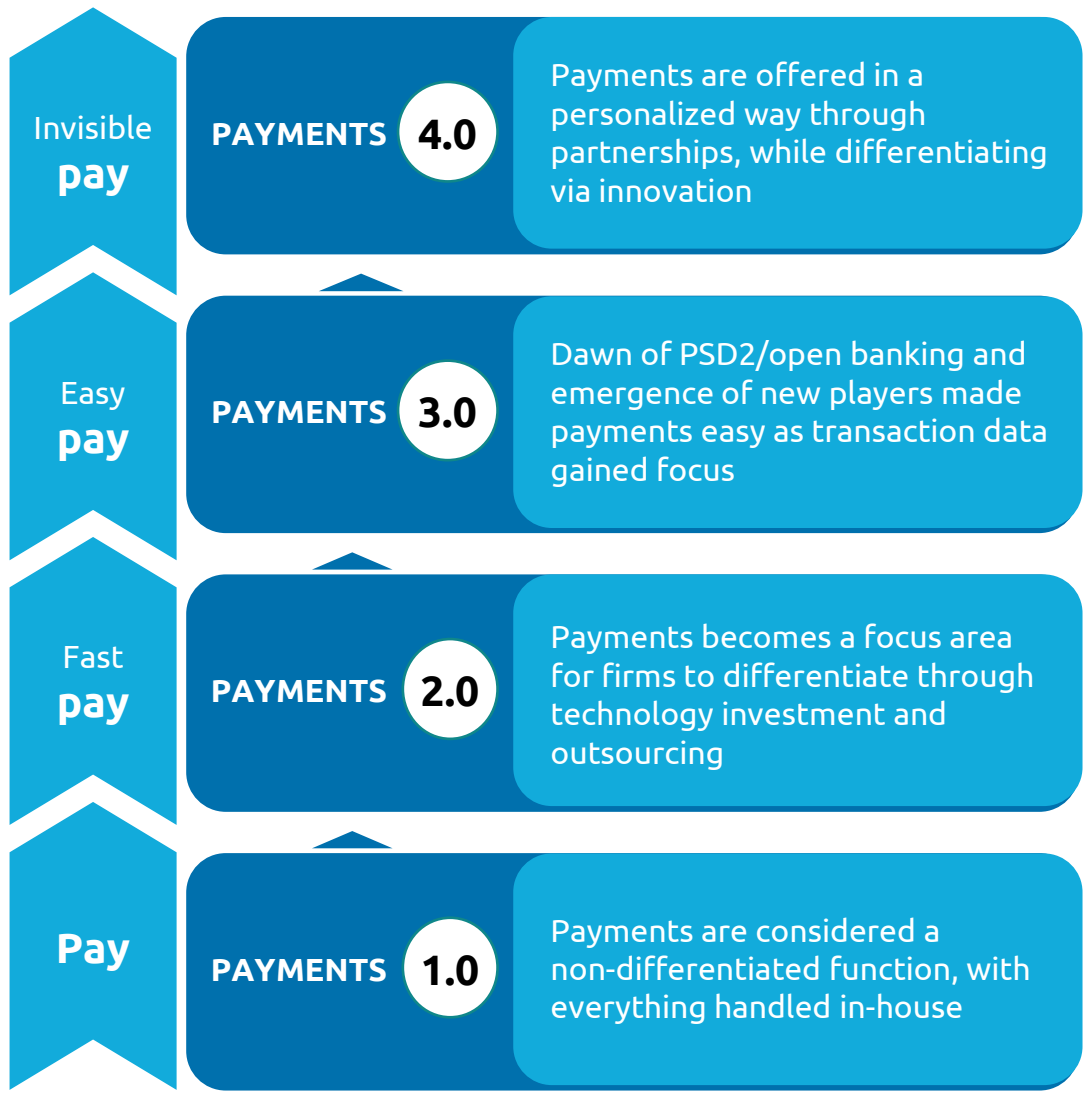 Invisible
pay
PAYMENTS 4.0
Payments are offered in a
personalized way through
partnerships, while differentiating
via innovation
Easy
pay
PAYMENTS 3.0
Dawn of PSD2/open banking and
emergence of new players made
payments easy as transaction data
gained focus
Fast
pay
PAYMENTS 2.0
Payments becomes a focus area
for firms to differentiate through
technology investment and
outsourcing
Pay
PAYMENTS 1.0
Payments are considered a
non-differentiated function, with
everything handled in-house